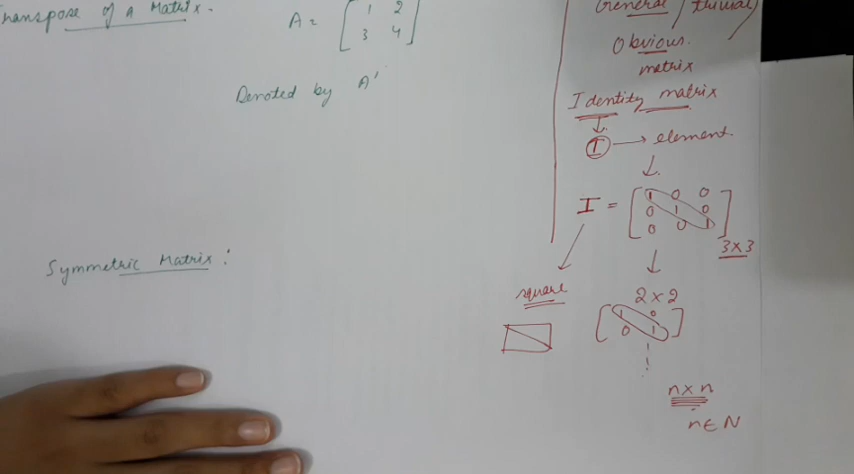 Transpose of a Matrix.
A = [ 1 2
3 4 ]
Denoted by A'
Symmetric Matrix:
General / trivial /
Obvious.
matrix
Identity matrix
I → element.
I = [ 1 0 0
0 1 0
0 0 1 ] 3×3
square
2×2
[ 1 0
0 1 ]
n×n
n∈N